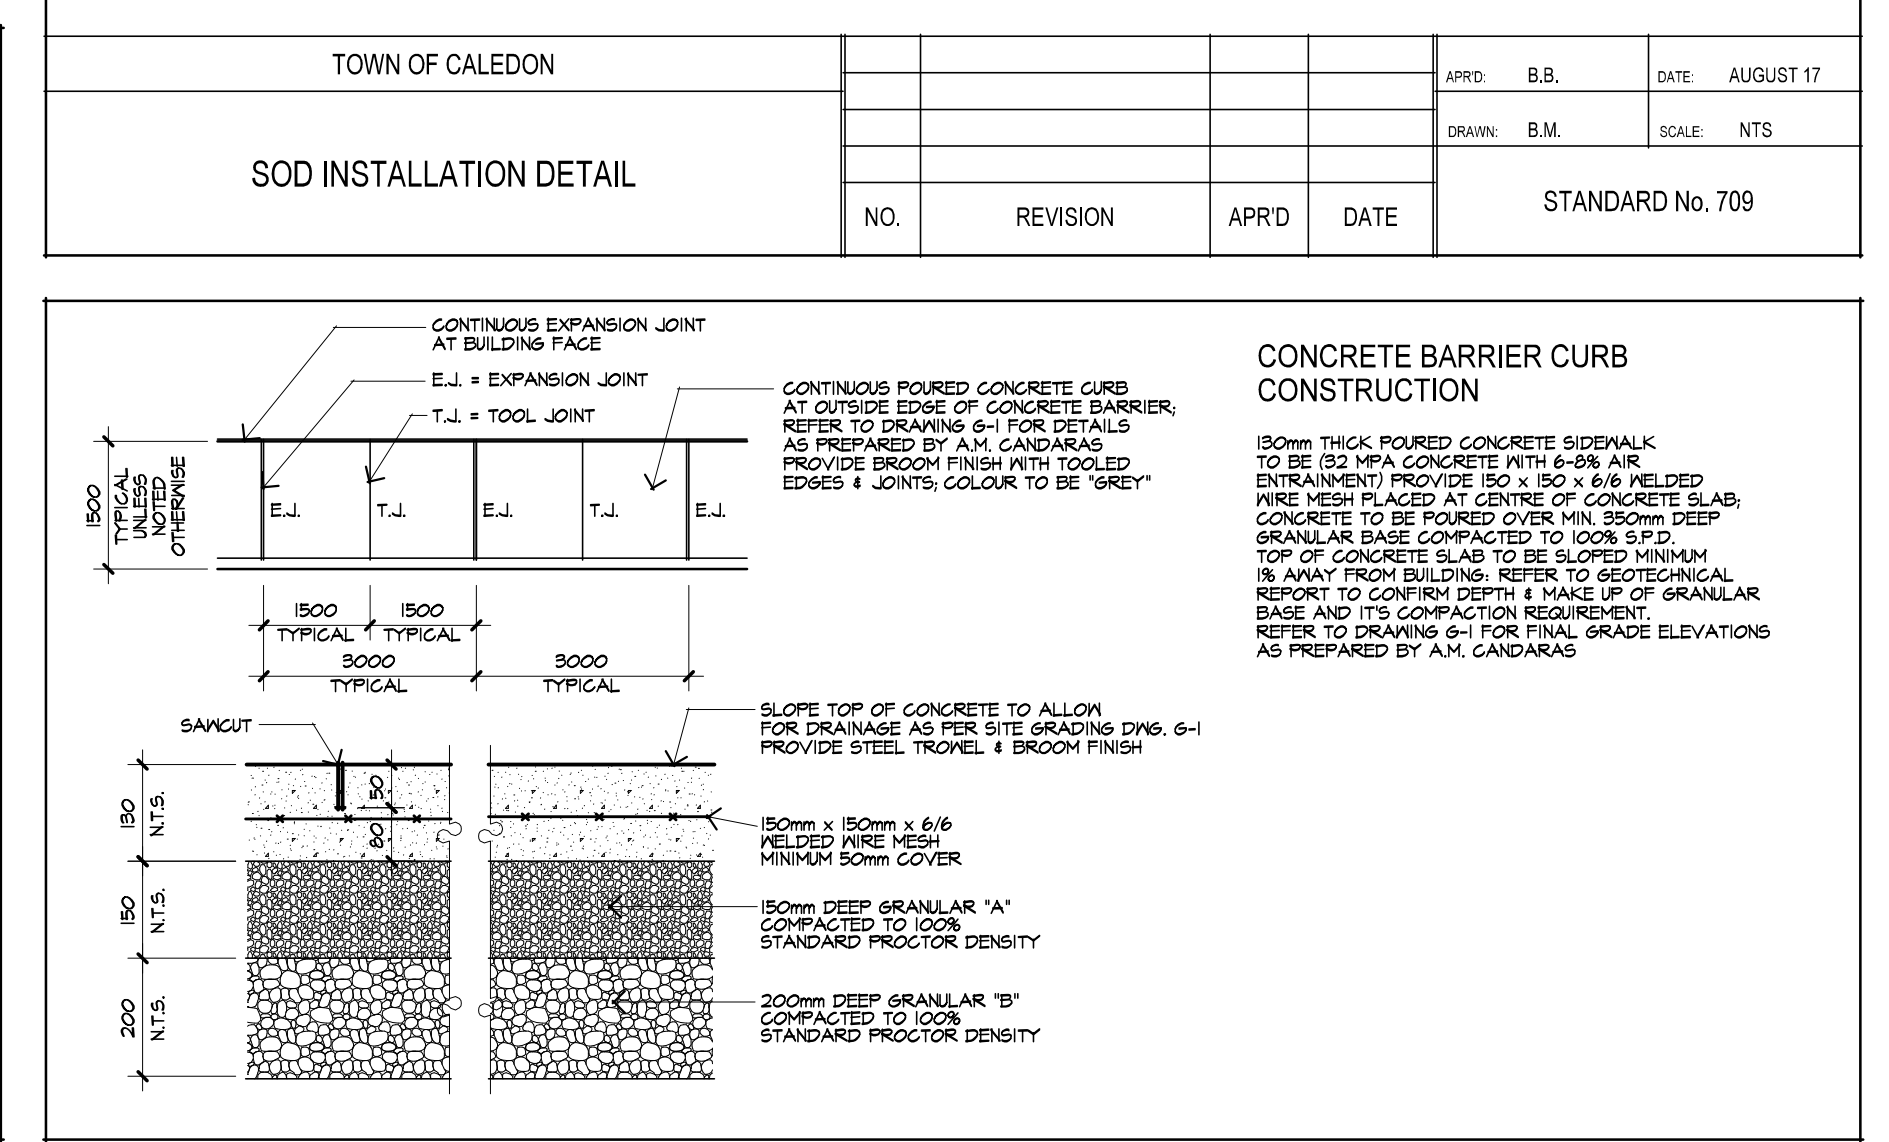 TOWN OF CALEDON
SOD INSTALLATION DETAIL
NO.
REVISION
APR'D
DATE
APR'D: B.B.
DATE: AUGUST 17
DRAWN: B.M.
SCALE: NTS
STANDARD No. 709
CONTINUOUS EXPANSION JOINT
AT BUILDING FACE
E.J. = EXPANSION JOINT
T.J. = TOOL JOINT
CONTINUOUS POURED CONCRETE CURB
AT OUTSIDE EDGE OF CONCRETE BARRIER;
REFER TO DRAWING G-1 FOR DETAILS
AS PREPARED BY A.M. CANDARAS
PROVIDE BROOM FINISH WITH TOOLED
EDGES & JOINTS; COLOUR TO BE "GREY"
1500
TYPICAL
UNLESS
NOTED
OTHERWISE
E.J.
T.J.
E.J.
T.J.
E.J.
1500
TYPICAL
1500
TYPICAL
3000
TYPICAL
3000
TYPICAL
CONCRETE BARRIER CURB
CONSTRUCTION
130mm THICK POURED CONCRETE SIDEWALK
TO BE (32 MPA CONCRETE WITH 6-8% AIR
ENTRAINMENT) PROVIDE 150 x 150 x 6/6 WELDED
WIRE MESH PLACED AT CENTRE OF CONCRETE SLAB;
CONCRETE TO BE POURED OVER MIN. 350mm DEEP
GRANULAR BASE COMPACTED TO 100% S.P.D.
TOP OF CONCRETE SLAB TO BE SLOPED MINIMUM
1% AWAY FROM BUILDING: REFER TO GEOTECHNICAL
REPORT TO CONFIRM DEPTH & MAKE UP OF GRANULAR
BASE AND IT'S COMPACTION REQUIREMENT.
REFER TO DRAWING G-1 FOR FINAL GRADE ELEVATIONS
AS PREPARED BY A.M. CANDARAS
SAWCUT
SLOPE TOP OF CONCRETE TO ALLOW
FOR DRAINAGE AS PER SITE GRADING DWG. G-1
PROVIDE STEEL TROWEL & BROOM FINISH
130
N.T.S.
50
80
150mm x 150mm x 6/6
WELDED WIRE MESH
MINIMUM 50mm COVER
150
N.T.S.
150mm DEEP GRANULAR "A"
COMPACTED TO 100%
STANDARD PROCTOR DENSITY
200
N.T.S.
200mm DEEP GRANULAR "B"
COMPACTED TO 100%
STANDARD PROCTOR DENSITY